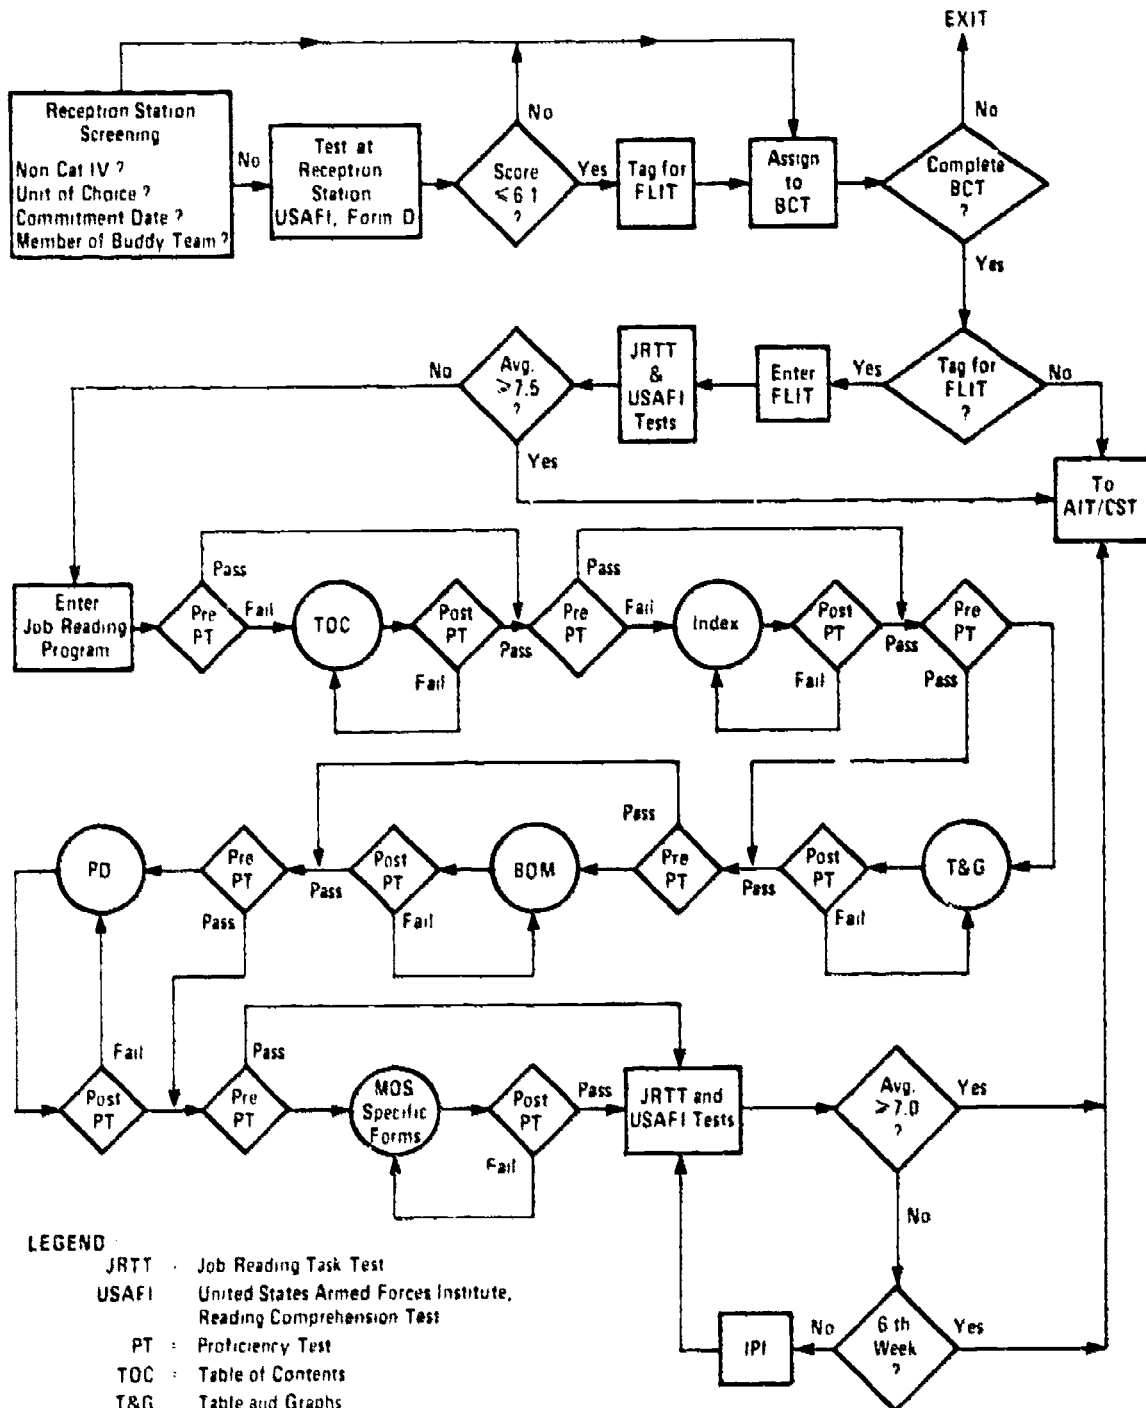 EXIT
Reception Station
Screening
Non Cat IV ?
Unit of Choice ?
Commitment Date ?
Member of Buddy Team ?
No
Test at
Reception
Station
USAFI, Form D
Score
≤ 6 1
?
No
Yes
Tag for
FLIT
Assign
to
BCT
Complete
BCT
?
No
Yes
Tag for
FLIT
?
No
Yes
Enter
FLIT
JRTT
&
USAFI
Tests
Avg.
≥7.5
?
No
Yes
To
AIT/CST
Enter
Job Reading
Program
Pre
PT
Pass
Fail
TOC
Post
PT
Pass
Fail
Pre
PT
Pass
Fail
Index
Post
PT
Pass
Fail
Pre
PT
Pass
PD
Pre
PT
Pass
Post
PT
Pass
Fail
BOM
Pre
PT
Pass
Post
PT
Pass
Fail
T&G
Post
PT
Fail
Pre
PT
Pass
MOS
Specific
Forms
Post
PT
Pass
Fail
JRTT and
USAFI Tests
Avg.
≥7.0
?
Yes
No
6 th
Week
?
Yes
No
IPI
LEGEND
JRTT - Job Reading Task Test
USAFI United States Armed Forces Institute,
Reading Comprehension Test
PT = Proficiency Test
TOC = Table of Contents
T&G Table and Graphs